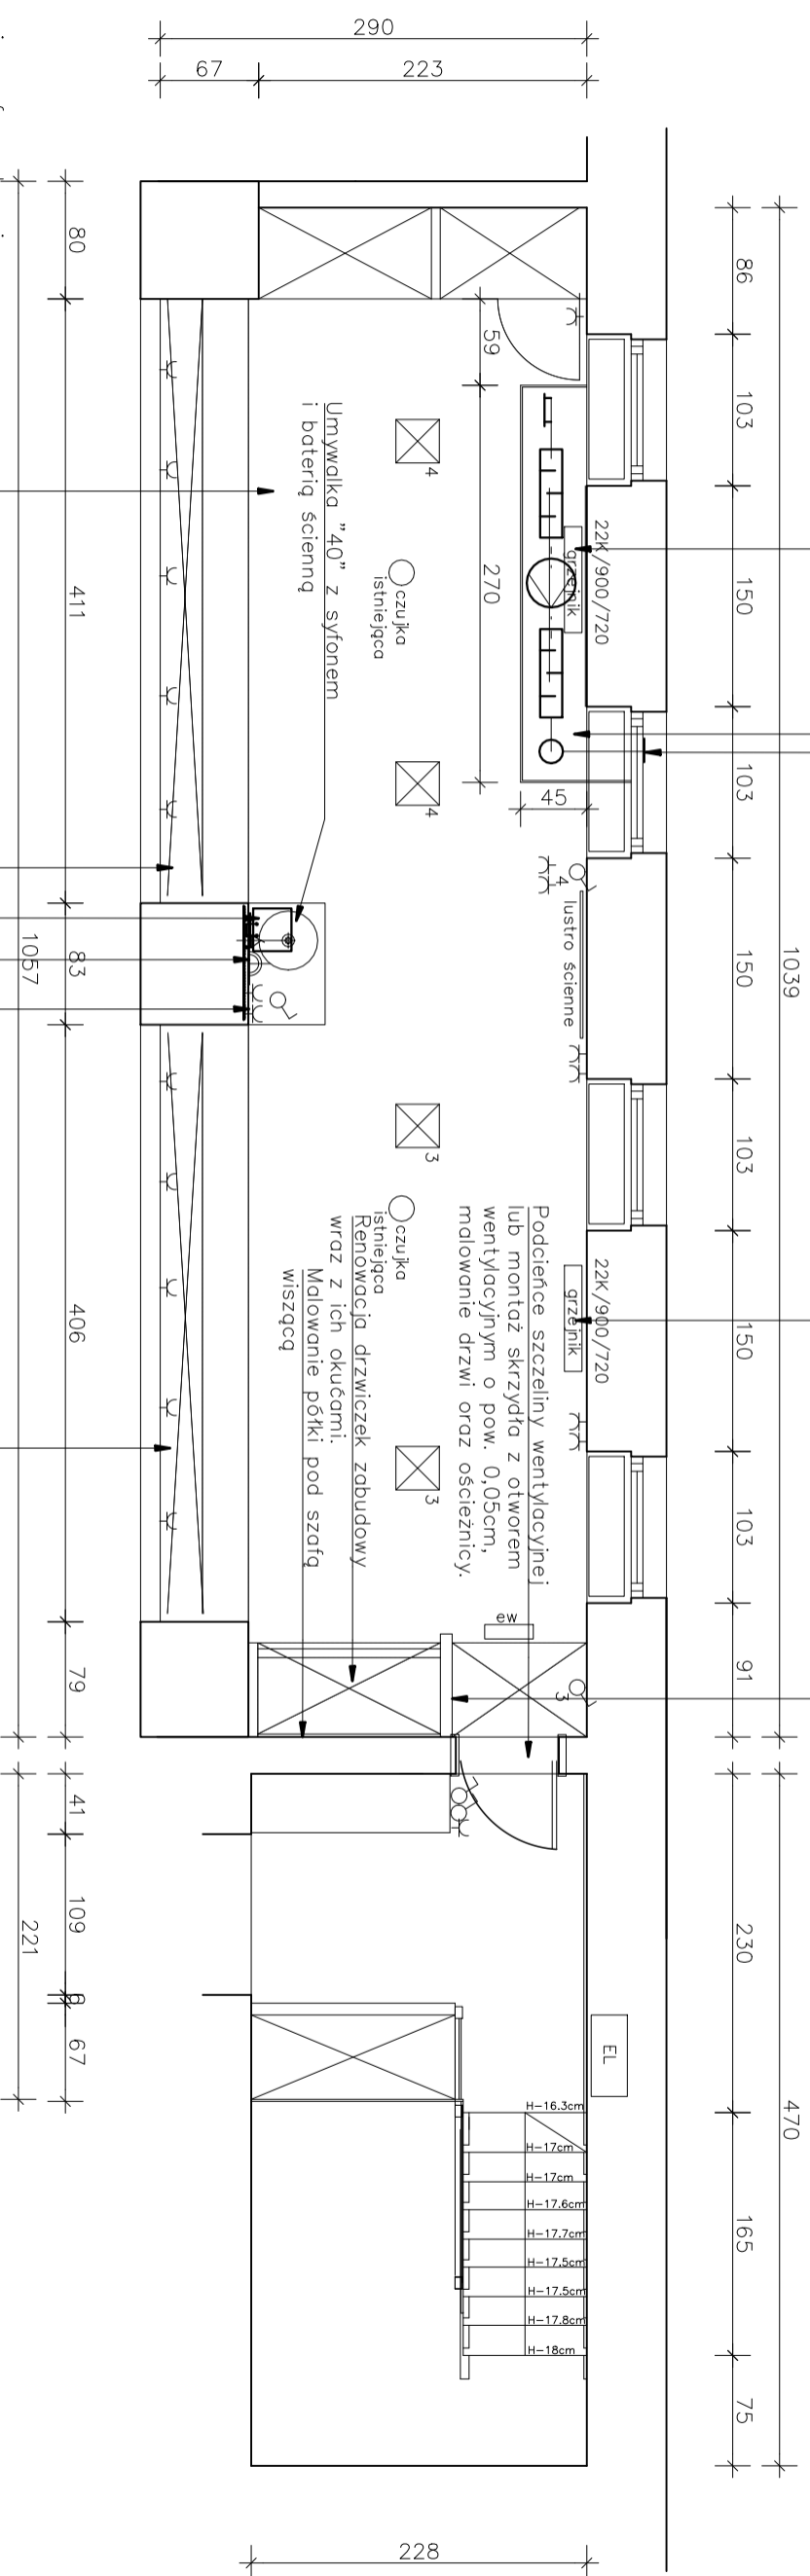 290
67
223
80
411
83
1057
406
79
41
109
6
67
221
86
103
150
103
150
1039
103
150
103
91
230
470
165
75
228
59
270
45
22K/900/720
grzejnik
4
czujka
istniejąca
Umywalka "40" z syfonem
i baterią ścienną
4
4
lustro ścienne
3
czujka
istniejąca
22K/900/720
grzejnik
Podcieńce szczeliny wentylacyjnej
lub montaż skrzydła z otworem
wentylacyjnym o pow. 0,05cm,
malowanie drzwi oraz ościeżnicy.
Renowacja drzwiczek zabudowy
wraz z ich okućami.
Malowanie półki pod szafą
wiszącą
3
ew
3
EL
H-16.3cm
H-17cm
H-17cm
H-17.6cm
H-17.7cm
H-17.5cm
H-17.5cm
H-17.8cm
H-18cm